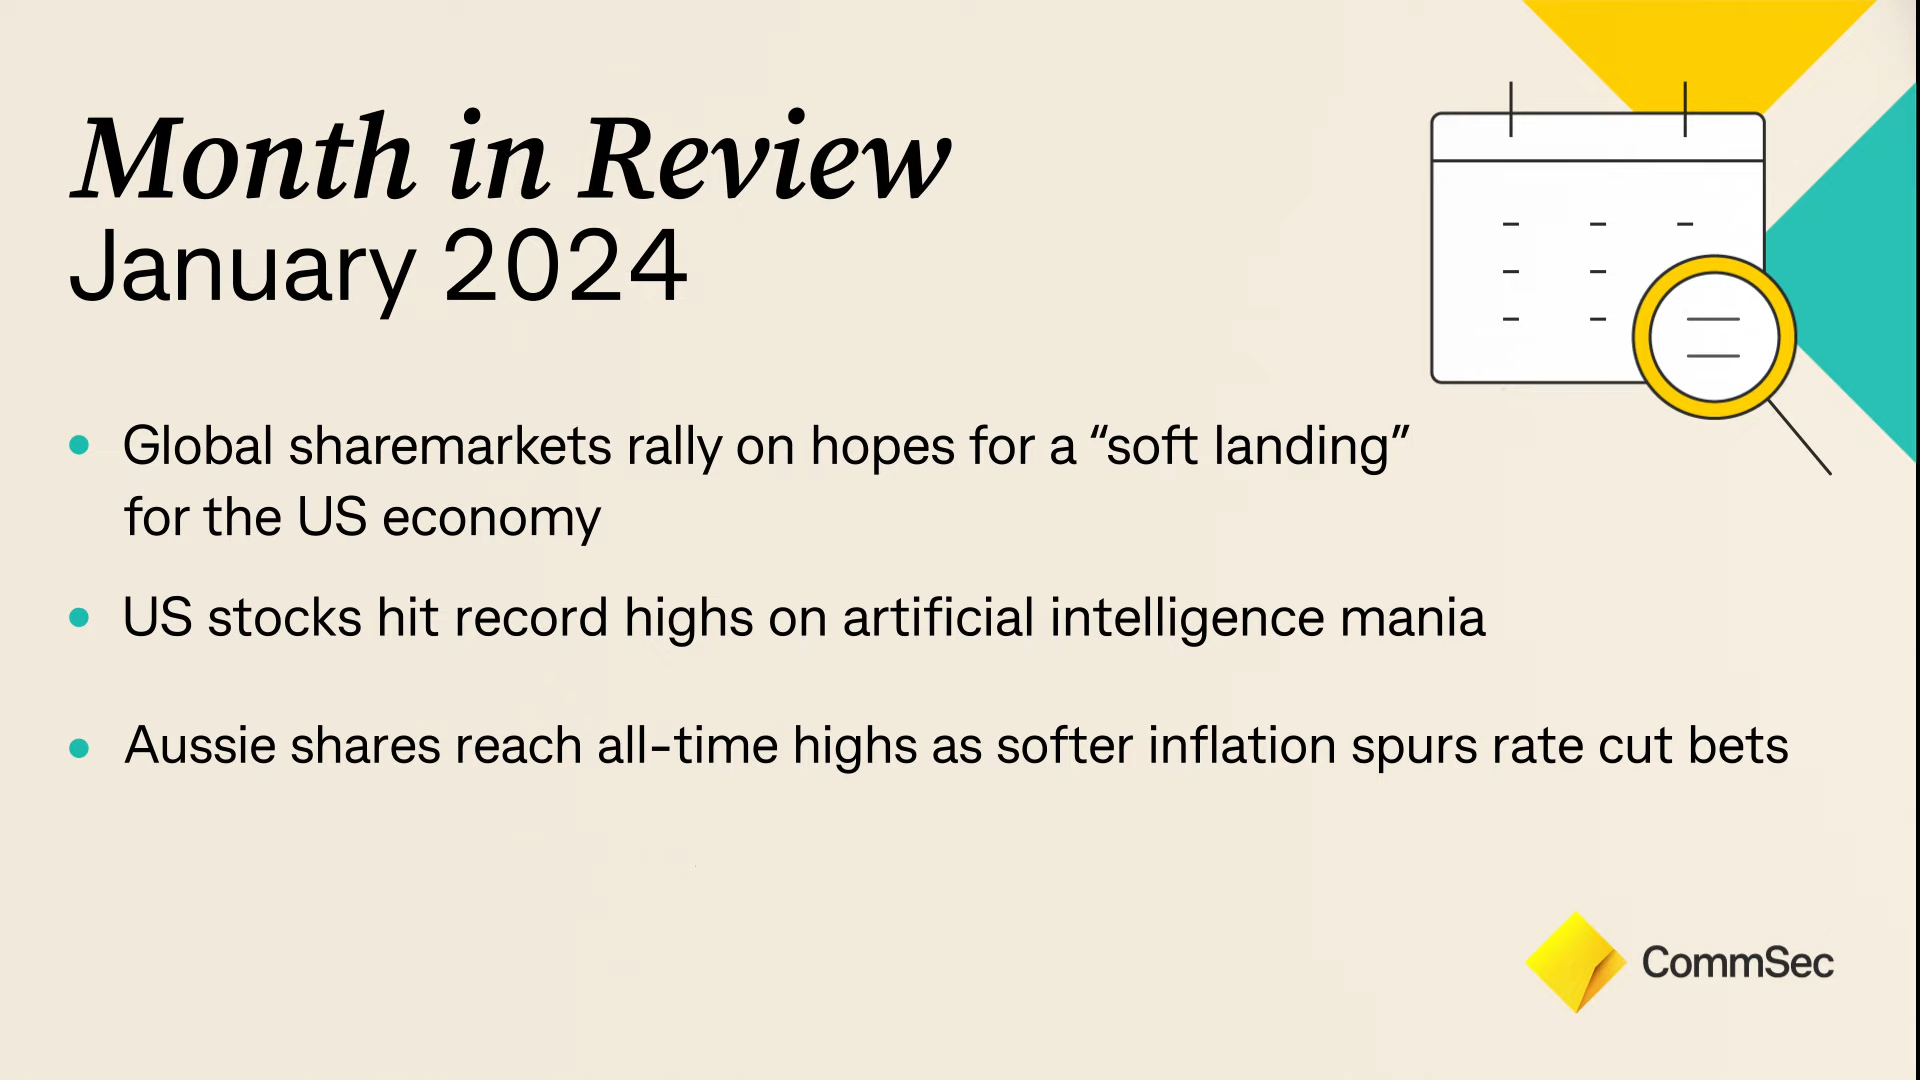 Month in Review
January 2024
Global sharemarkets rally on hopes for a “soft landing”
for the US economy
US stocks hit record highs on artificial intelligence mania
Aussie shares reach all-time highs as softer inflation spurs rate cut bets
CommSec